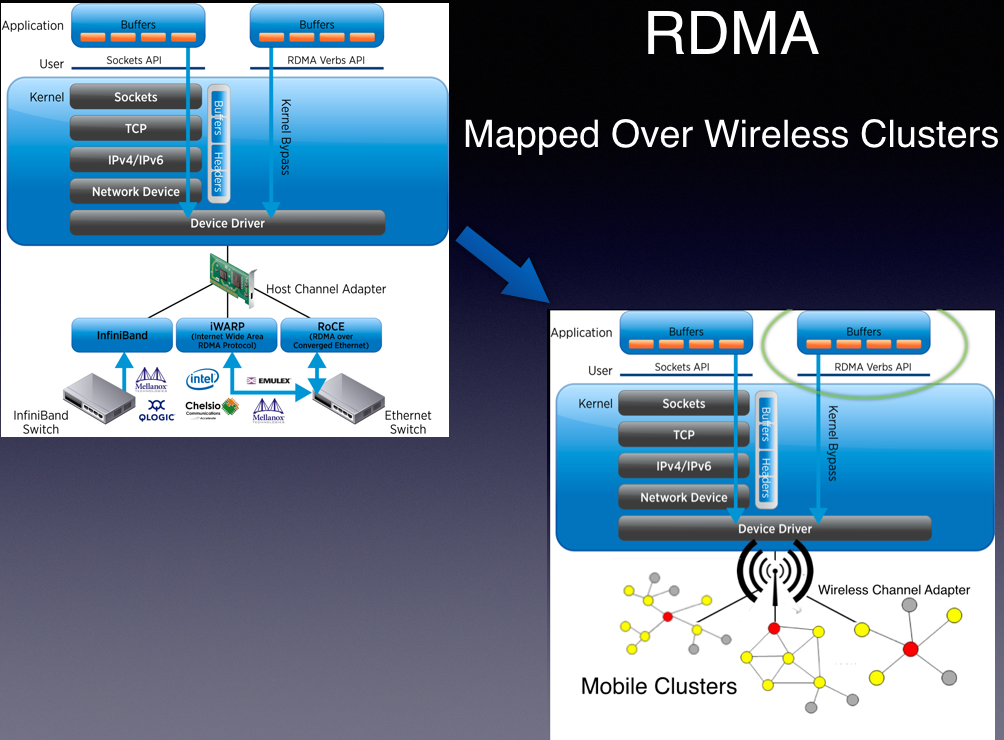 RDMA
Mapped Over Wireless Clusters
Application
Buffers
Buffers
User
Sockets API
RDMA Verbs API
Kernel
Sockets
TCP
IPv4/IPv6
Network Device
Buffers
Headers
Kernel Bypass
Device Driver
Host Channel Adapter
InfiniBand
iWARP
(Internet Wide Area
RDMA Protocol)
RoCE
(RDMA over
Converged Ethernet)
Mellanox
TECHNOLOGIES
QLOGIC
intel
EMULEX
Chelsio
Communications
Mellanox
TECHNOLOGIES
InfiniBand
Switch
Ethernet
Switch
Application
Buffers
Buffers
User
Sockets API
RDMA Verbs API
Kernel
Sockets
TCP
IPv4/IPv6
Network Device
Buffers
Headers
Kernel Bypass
Device Driver
Wireless Channel Adapter
Mobile Clusters